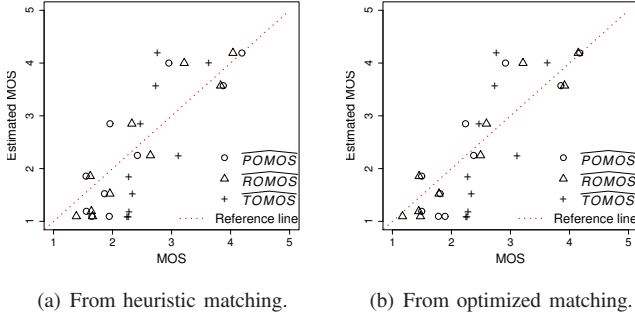 5
4
3
2
1
Estimated MOS
1 2 3 4 5
MOS
POMOS
ROMOS
TOMOS
Reference line
(a) From heuristic matching.
5
4
3
2
1
Estimated MOS
1 2 3 4 5
MOS
POMOS
ROMOS
TOMOS
Reference line
(b) From optimized matching.